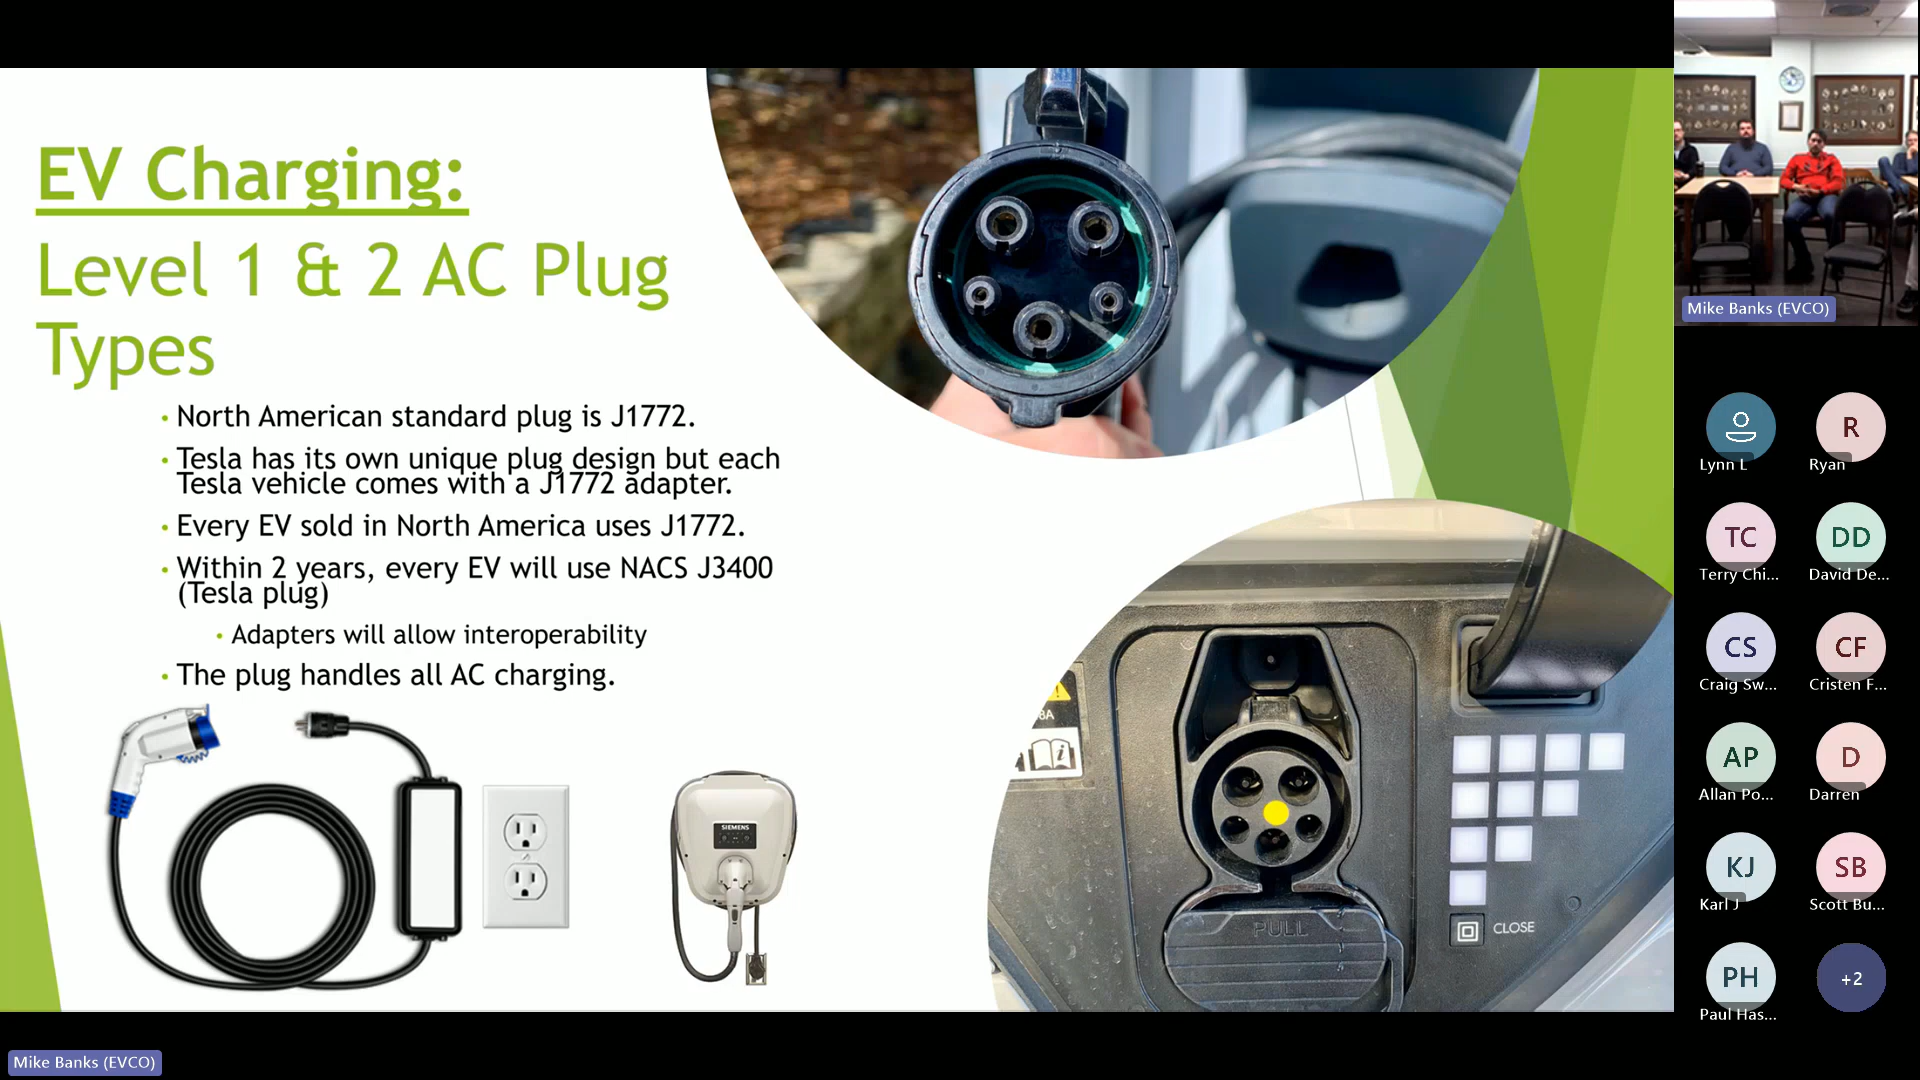 EV Charging:
Level 1 & 2 AC Plug
Types
• North American standard plug is J1772.
• Tesla has its own unique plug design but each
Tesla vehicle comes with a J1772 adapter.
• Every EV sold in North America uses J1772.
• Within 2 years, every EV will use NACS J3400
(Tesla plug)
• Adapters will allow interoperability
• The plug handles all AC charging.
SIEMENS
8A
PULL
CLOSE
Mike Banks (EVCO)
Mike Banks (EVCO)
Lynn L
R
Ryan
TC
Terry Chi...
DD
David De...
CS
Craig Sw...
CF
Cristen F...
AP
Allan Po...
D
Darren
KJ
Karl J
SB
Scott Bu...
PH
Paul Has...
+2